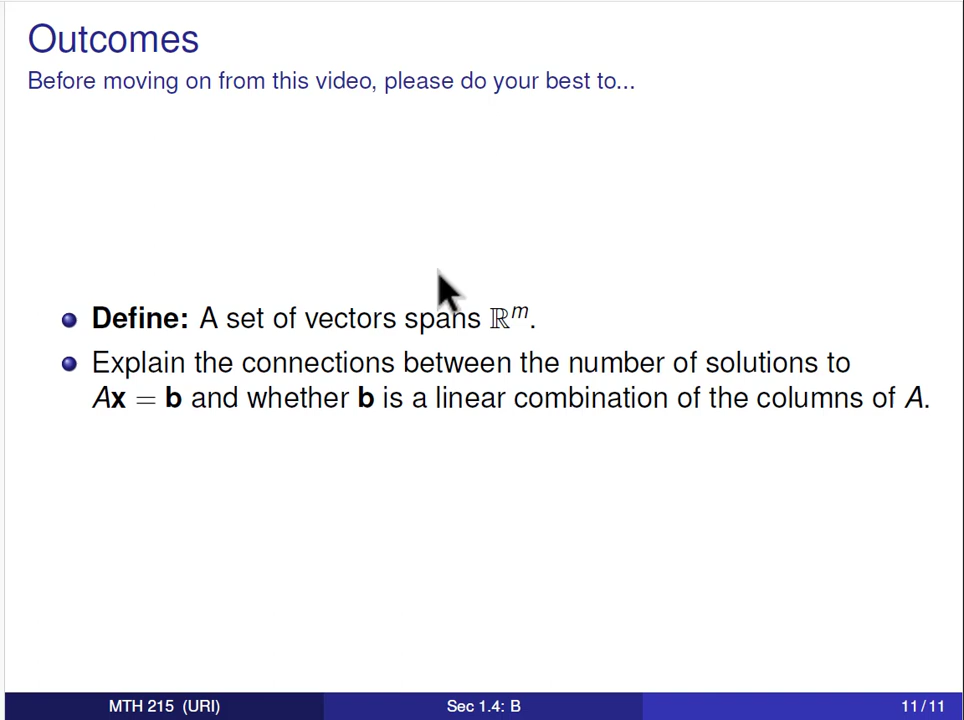 Outcomes
Before moving on from this video, please do your best to...
Define: A set of vectors spans ℝᵐ.
Explain the connections between the number of solutions to
Ax = b and whether b is a linear combination of the columns of A.
MTH 215 (URI) Sec 1.4: B 11/11